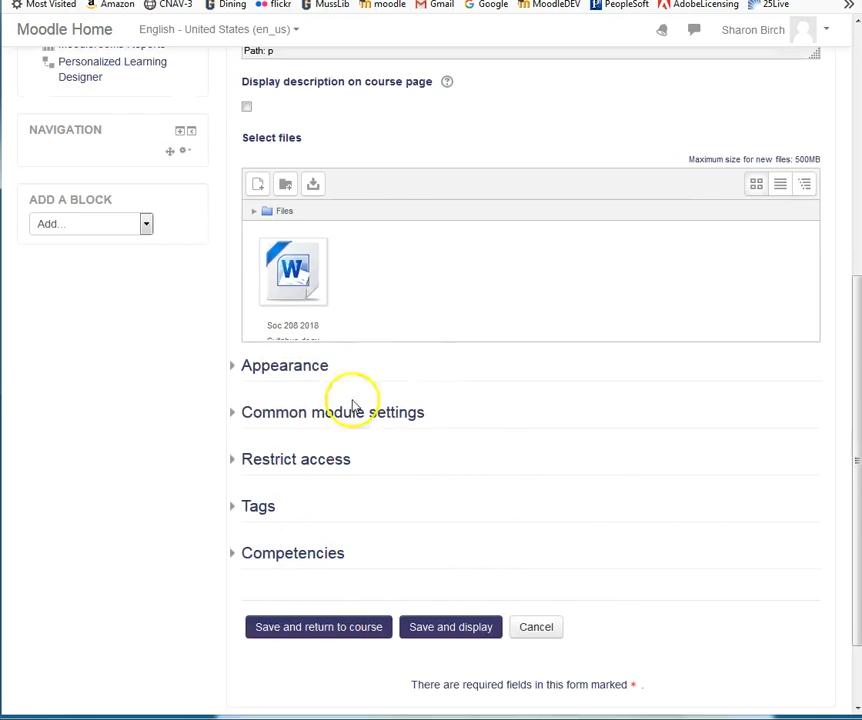 Most Visited Amazon CNAV-3 Dining flickr MussLib moodle Gmail Google MoodleDEV PeopleSoft AdobeLicensing 25Live
Moodle Home English - United States (en_us) Sharon Birch
Personalized Learning
Designer
NAVIGATION
ADD A BLOCK
Add...
Path: p
Display description on course page
Select files
Maximum size for new files: 500MB
Files
Soc 208 2018
Appearance
Common module settings
Restrict access
Tags
Competencies
Save and return to course Save and display Cancel
There are required fields in this form marked * .